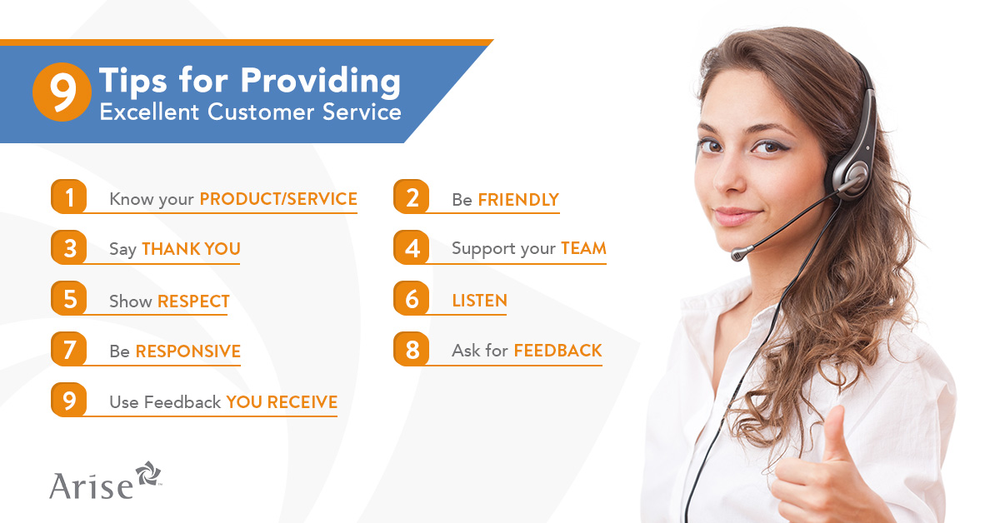 9
Tips for Providing
Excellent Customer Service
1 Know your PRODUCT/SERVICE
2 Be FRIENDLY
3 Say THANK YOU
4 Support your TEAM
5 Show RESPECT
6 LISTEN
7 Be RESPONSIVE
8 Ask for FEEDBACK
9 Use Feedback YOU RECEIVE
Arise™